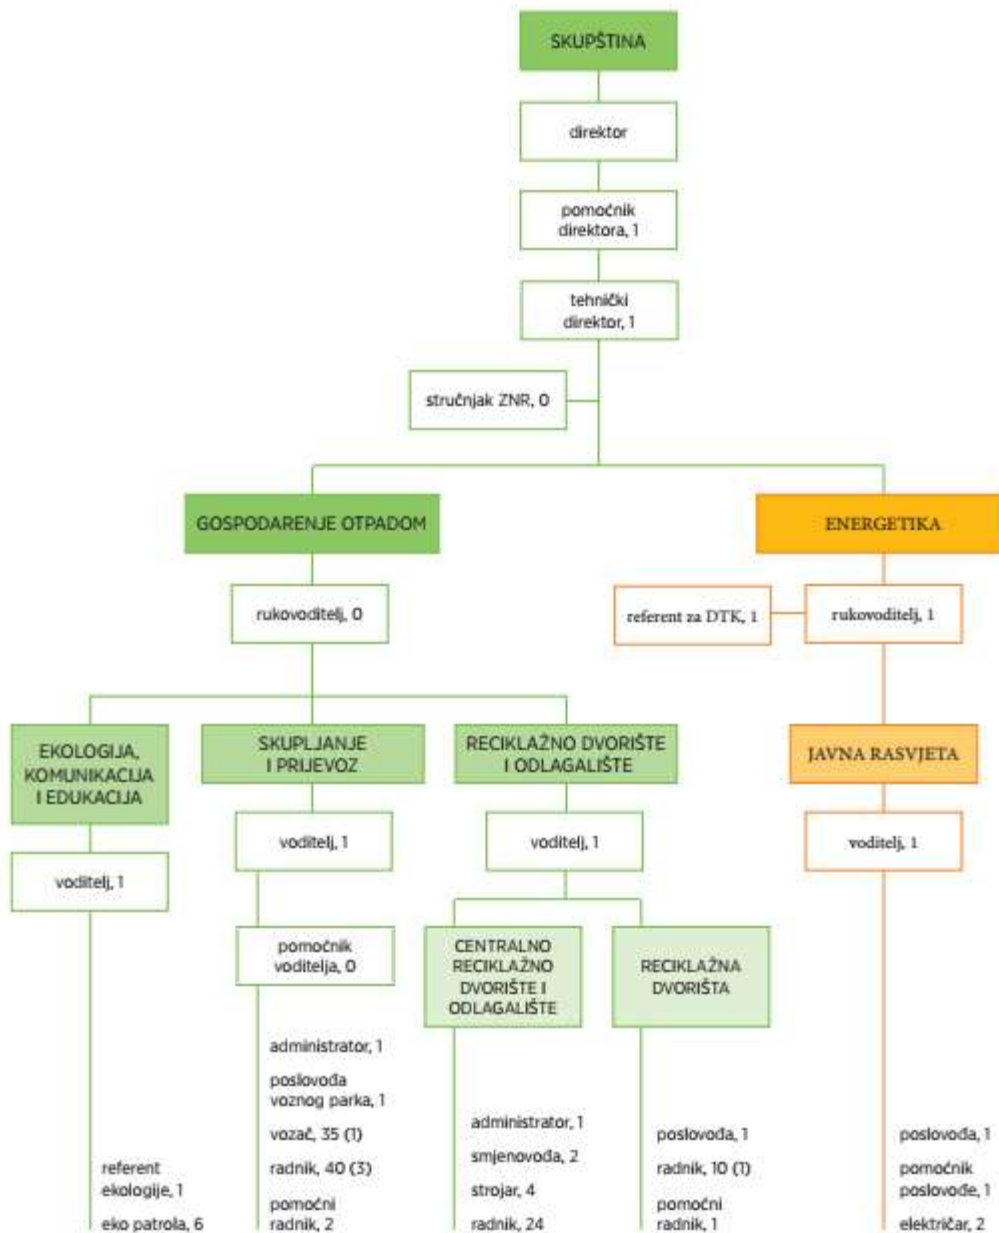 SKUPŠTINA
direktor
pomoćnik
direktora, 1
tehnički
direktor, 1
stručnjak ZNR, 0
GOSPODARENJE OTPADOM
ENERGETIKA
rukovoditelj, 0
referent za DTK, 1
rukovoditelj, 1
EKOLOGIJA,
KOMUNIKACIJA
I EDUKACIJA
SKUPLJANJE
I PRIJEVOZ
RECIKLAŽNO DVORIŠTE
I ODLAGALIŠTE
JAVNA RASVJETA
voditelj, 1
voditelj, 1
voditelj, 1
voditelj, 1
pomoćnik
voditelja, 0
CENTRALNO
RECIKLAŽNO
DVORIŠTE I
ODLAGALIŠTE
RECIKLAŽNA
DVORIŠTA
referent
ekologije, 1
eko patrola, 6
administrator, 1
poslovođa
voznog parka, 1
vozač, 35 (1)
radnik, 40 (3)
pomoćni
radnik, 2
administrator, 1
smjenovođa, 2
strojar, 4
radnik, 24
poslovođa, 1
radnik, 10 (1)
pomoćni
radnik, 1
poslovođa, 1
pomoćnik
poslovođe, 1
električar, 2